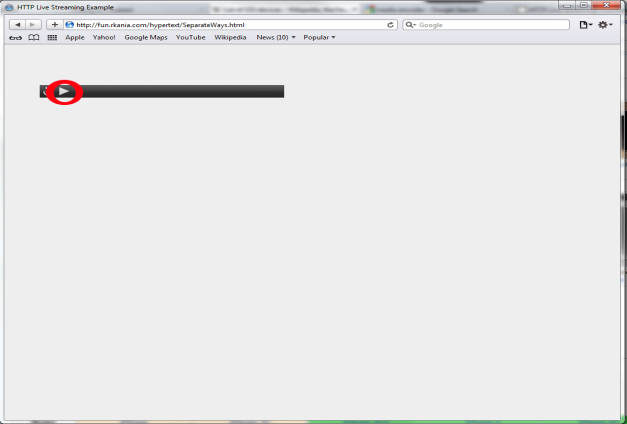 HTTP Live Streaming Example
http://fun.rkania.com/hypertext/SeparateWays.html
Google
Apple Yahoo! Google Maps YouTube Wikipedia News (10) Popular